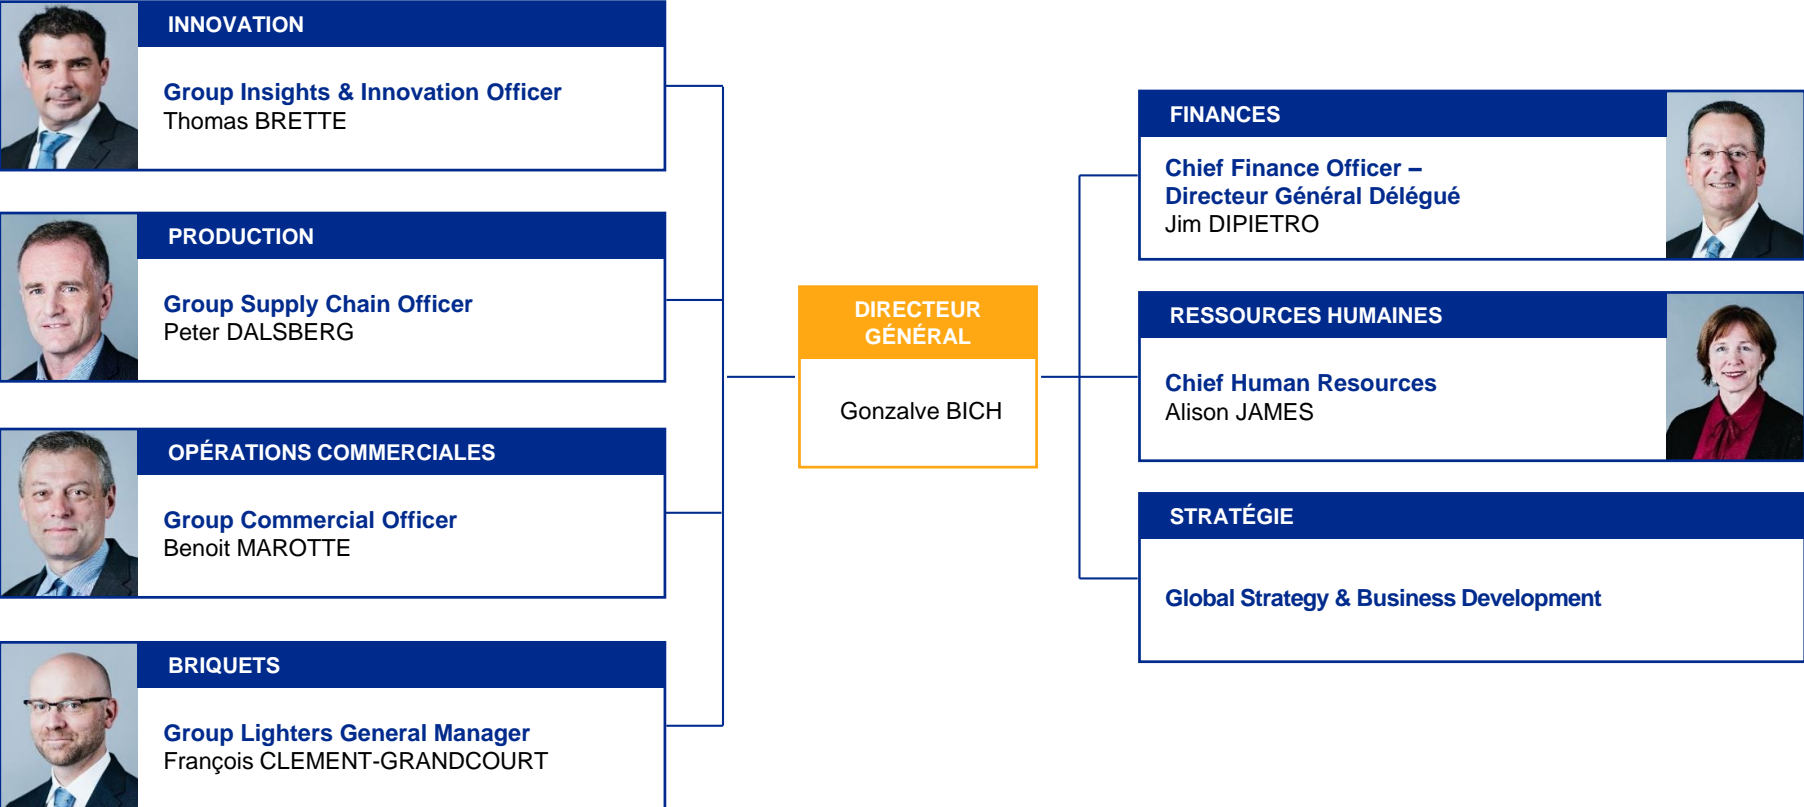 INNOVATION
Group Insights & Innovation Officer
Thomas BRETTE
PRODUCTION
Group Supply Chain Officer
Peter DALSBERG
OPÉRATIONS COMMERCIALES
Group Commercial Officer
Benoit MAROTTE
BRIQUETS
Group Lighters General Manager
François CLEMENT-GRANDCOURT
DIRECTEUR
GÉNÉRAL
Gonzalve BICH
FINANCES
Chief Finance Officer –
Directeur Général Délégué
Jim DIPIETRO
RESSOURCES HUMAINES
Chief Human Resources
Alison JAMES
STRATÉGIE
Global Strategy & Business Development